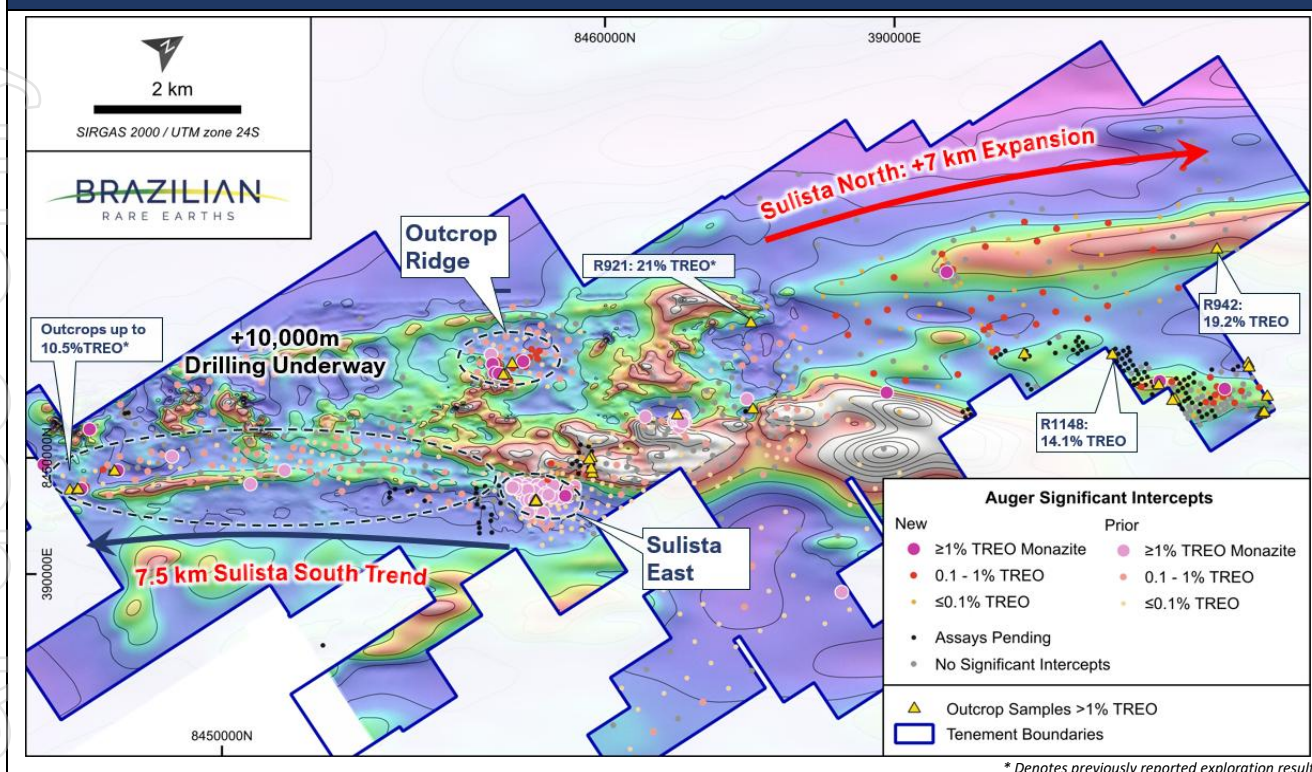 8460000N
390000E
N
2 km
SIRGAS 2000 / UTM zone 24S
BRAZILIAN
RARE EARTHS
Sulista North: +7 km Expansion
Outcrop
Ridge
R921: 21% TREO*
R942:
19.2% TREO
Outcrops up to
10.5%TREO*
+10,000m
Drilling Underway
R1148:
14.1% TREO
8450000N
390000E
7.5 km Sulista South Trend
Sulista
East
8450000N
Auger Significant Intercepts
New Prior
≥1% TREO Monazite ≥1% TREO Monazite
0.1 - 1% TREO 0.1 - 1% TREO
≤0.1% TREO ≤0.1% TREO
Assays Pending
No Significant Intercepts
Outcrop Samples >1% TREO
Tenement Boundaries
* Denotes previously reported exploration resul